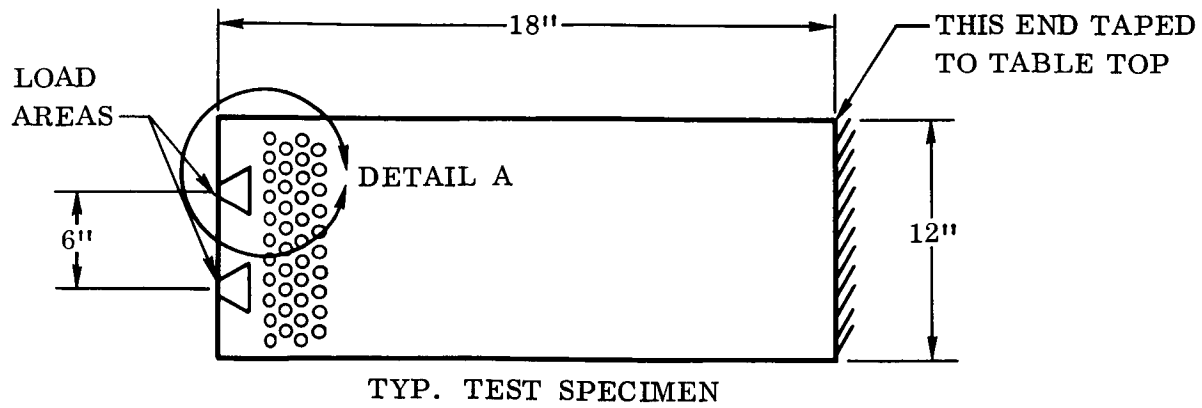 18"
THIS END TAPED
TO TABLE TOP
LOAD
AREAS
DETAIL A
6"
12"
TYP. TEST SPECIMEN